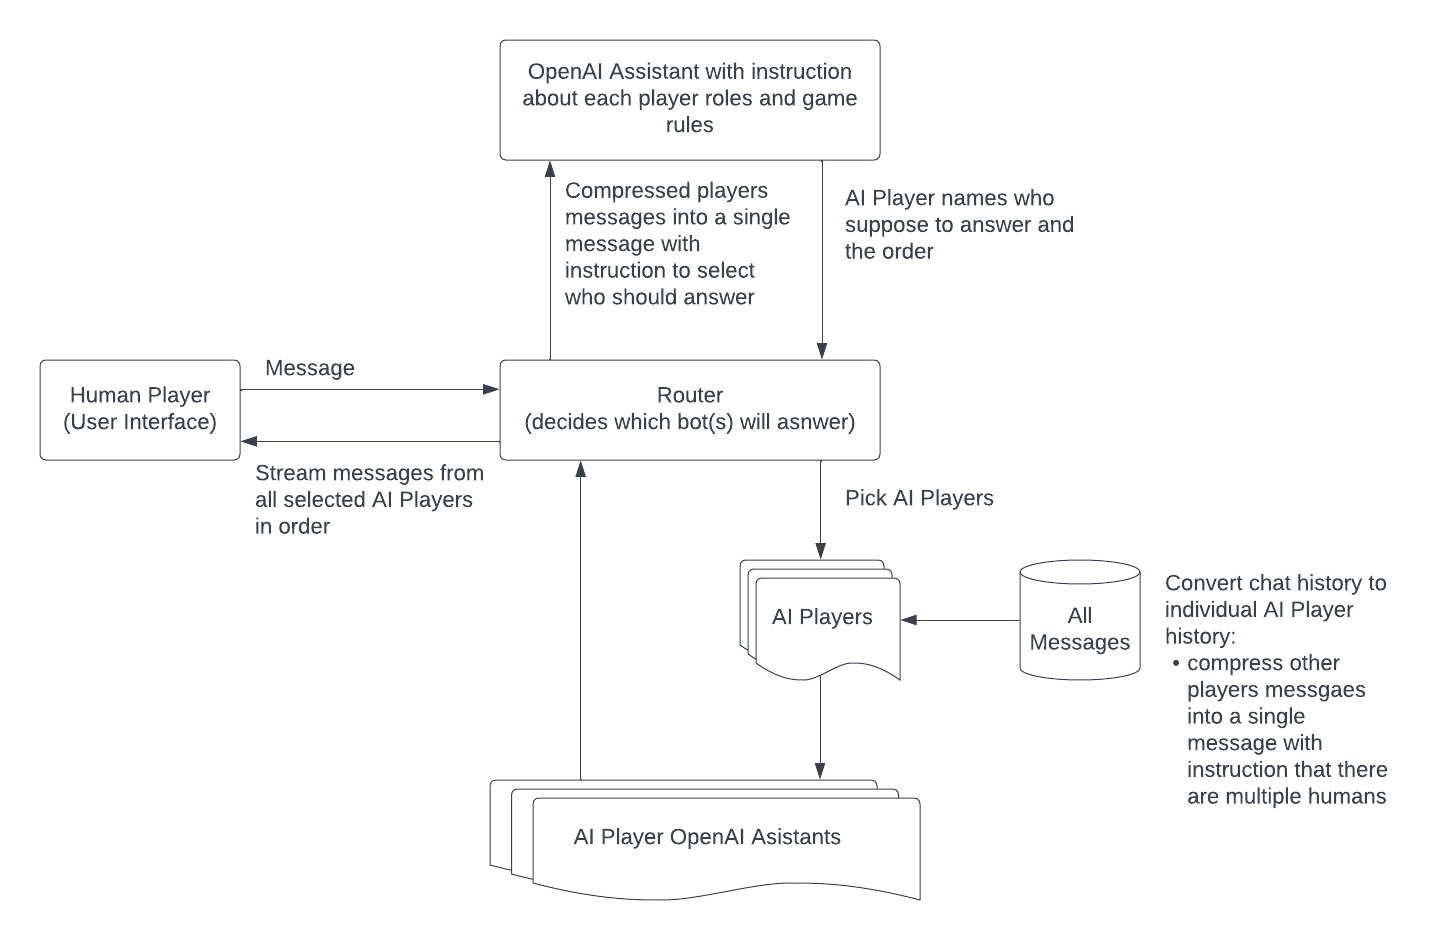 OpenAI Assistant with instruction
about each player roles and game
rules
Compressed players
messages into a single
message with
instruction to select
who should answer
AI Player names who
suppose to answer and
the order
Message
Human Player
(User Interface)
Router
(decides which bot(s) will asnwer)
Stream messages from
all selected AI Players
in order
Pick AI Players
AI Players
All
Messages
Convert chat history to
individual AI Player
history:
• compress other
players messgaes
into a single
message with
instruction that there
are multiple humans
AI Player OpenAI Asistants